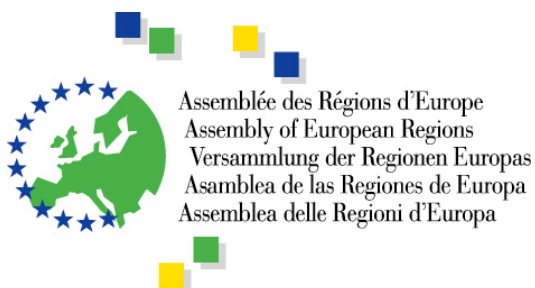 Assemblée des Régions d'Europe
Assembly of European Regions
Versammlung der Regionen Europas
Asamblea de las Regiones de Europa
Assemblea delle Regioni d'Europa